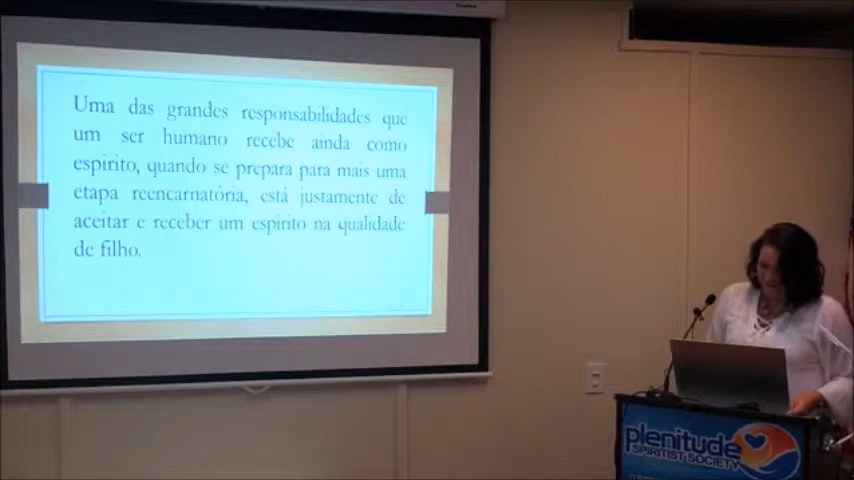 Uma das grandes responsabilidades que
um ser humano recebe ainda como
espírito, quando se prepara para mais uma
etapa reencarnatória, está justamente de
aceitar e receber um espírito na qualidade
de filho.
plenitude
SPIRITIST SOCIETY